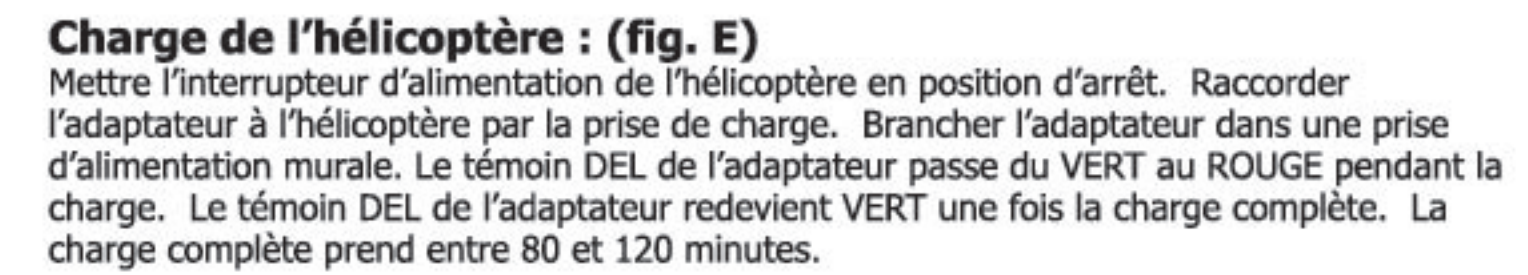 Charge de l'hélicoptère : (fig. E)
Mettre l'interrupteur d'alimentation de l'hélicoptère en position d'arrêt.  Raccorder
l'adaptateur à l'hélicoptère par la prise de charge.  Brancher l'adaptateur dans une prise
d'alimentation murale. Le témoin DEL de l'adaptateur passe du VERT au ROUGE pendant la
charge.  Le témoin DEL de l'adaptateur redevient VERT une fois la charge complète.  La
charge complète prend entre 80 et 120 minutes.